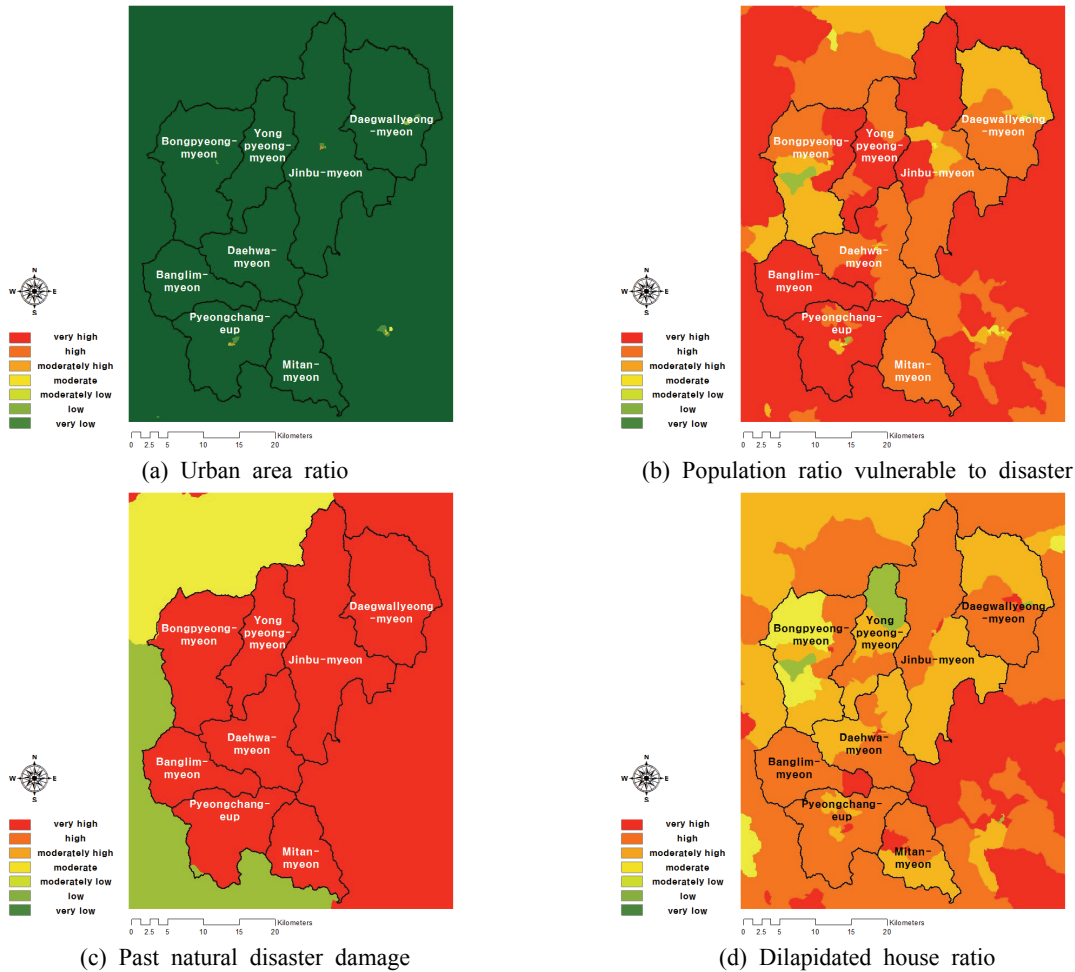 Daegwallyeong
-myeon
Bongpyeong-
myeon
Yong
pyeong-
myeon
Jinbu-myeon
Daehwa-
myeon
Banglim-
myeon
Pyeongchang-
eup
Mitan-
myeon
N
W E
S
very high
high
moderately high
moderate
moderately low
low
very low
0 2.5 5 10 15 20 Kilometers
(a) Urban area ratio
Daegwallyeong
-myeon
Bongpyeong-
myeon
Yong
pyeong-
myeon
Jinbu-myeon
Daehwa-
myeon
Banglim-
myeon
Pyeongchang-
eup
Mitan-
myeon
N
W E
S
very high
high
moderately high
moderate
moderately low
low
very low
0 2.5 5 10 15 20 Kilometers
(b) Population ratio vulnerable to disaster
Daegwallyeong
-myeon
Bongpyeong-
myeon
Yong
pyeong-
myeon
Jinbu-myeon
Daehwa-
myeon
Banglim-
myeon
Pyeongchang-
eup
Mitan-
myeon
N
W E
S
very high
high
moderately high
moderate
moderately low
low
very low
0 2.5 5 10 15 20 Kilometers
(c) Past natural disaster damage
Daegwallyeong
-myeon
Bongpyeong-
myeon
Yong
pyeong-
myeon
Jinbu-myeon
Daehwa-
myeon
Banglim-
myeon
Pyeongchang-
eup
Mitan-
myeon
N
W E
S
very high
high
moderately high
moderate
moderately low
low
very low
0 2.5 5 10 15 20 Kilometers
(d) Dilapidated house ratio